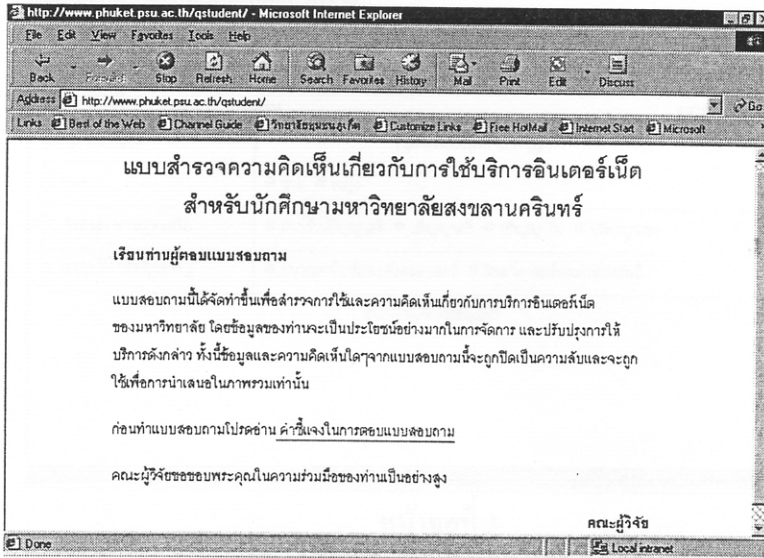 http://www.phuket.psu.ac.th/qstudent/ - Microsoft Internet Explorer
File Edit View Favorites Tools Help
Back Forward Stop Refresh Home Search Favorites History Mail Print Edit Discuss
Address http://www.phuket.psu.ac.th/qstudent/ Go
Links Best of the Web Channel Guide วิทยาลัยชุมชนภูเก็ต Customize Links Free HotMail Internet Start Microsoft
แบบสำรวจความคิดเห็นเกี่ยวกับการใช้บริการอินเตอร์เน็ต
สำหรับนักศึกษามหาวิทยาลัยสงขลานครินทร์
เรียนท่านผู้ตอบแบบสอบถาม
แบบสอบถามนี้ได้จัดทำขึ้นเพื่อสำรวจการใช้และความคิดเห็นเกี่ยวกับการบริการอินเตอร์เน็ต
ของมหาวิทยาลัย โดยข้อมูลของท่านจะเป็นประโยชน์อย่างมากในการจัดการ และปรับปรุงการให้
บริการดังกล่าว ทั้งนี้ข้อมูลและความคิดเห็นใดๆจากแบบสอบถามนี้จะถูกปิดเป็นความลับและจะถูก
ใช้เพื่อการนำเสนอในภาพรวมเท่านั้น
ก่อนทำแบบสอบถามโปรดอ่าน คำชี้แจงในการตอบแบบสอบถาม
คณะผู้วิจัยขอขอบพระคุณในความร่วมมือของท่านเป็นอย่างสูง
คณะผู้วิจัย
Done Local intranet